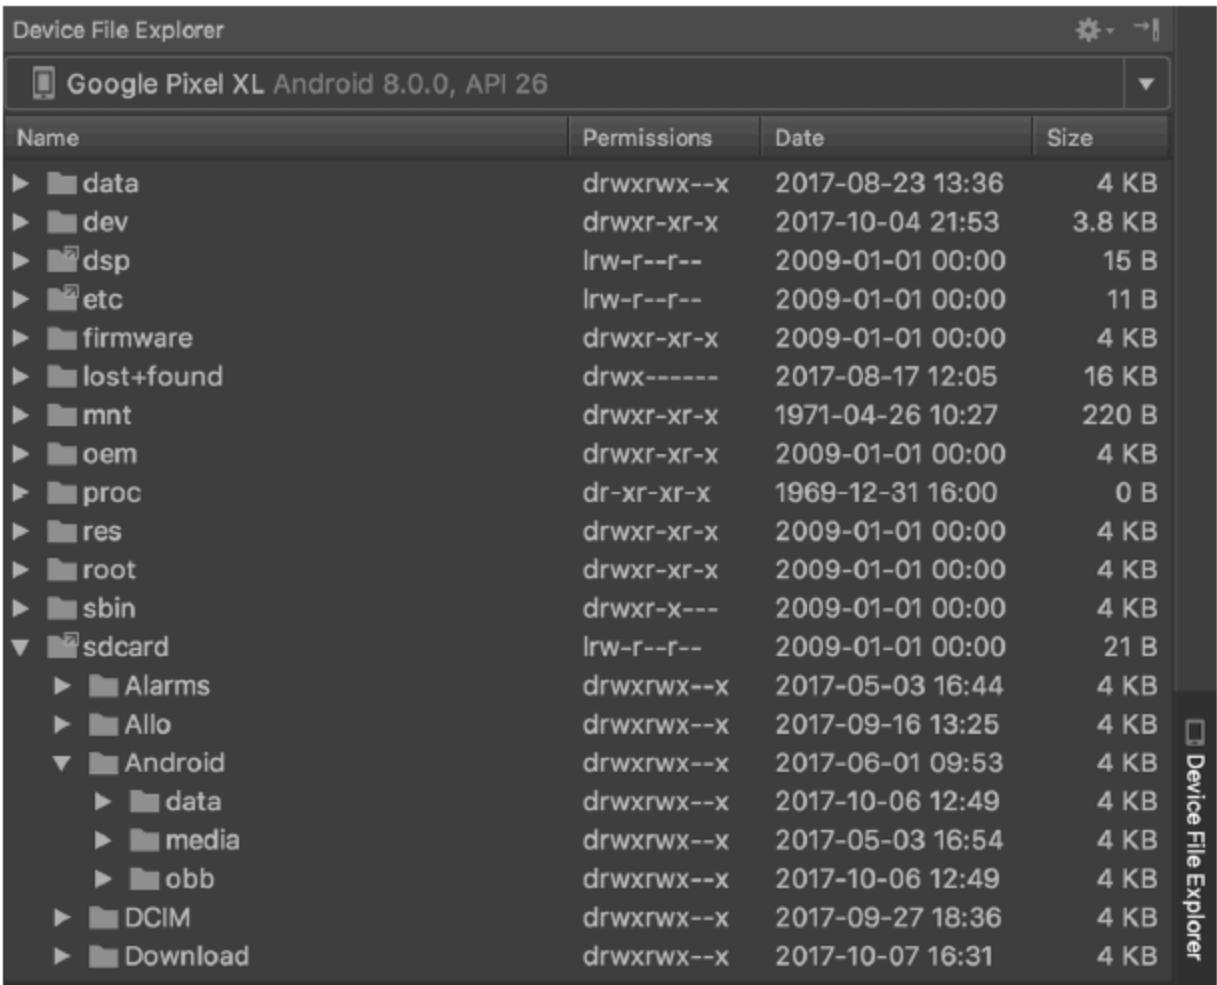 Device File Explorer
Google Pixel XL Android 8.0.0, API 26
Name Permissions Date Size
data drwxrwx--x 2017-08-23 13:36 4 KB
dev drwxr-xr-x 2017-10-04 21:53 3.8 KB
dsp lrw-r--r-- 2009-01-01 00:00 15 B
etc lrw-r--r-- 2009-01-01 00:00 11 B
firmware drwxr-xr-x 2009-01-01 00:00 4 KB
lost+found drwx------ 2017-08-17 12:05 16 KB
mnt drwxr-xr-x 1971-04-26 10:27 220 B
oem drwxr-xr-x 2009-01-01 00:00 4 KB
proc dr-xr-xr-x 1969-12-31 16:00 0 B
res drwxr-xr-x 2009-01-01 00:00 4 KB
root drwxr-xr-x 2009-01-01 00:00 4 KB
sbin drwxr-x--- 2009-01-01 00:00 4 KB
sdcard lrw-r--r-- 2009-01-01 00:00 21 B
Alarms drwxrwx--x 2017-05-03 16:44 4 KB
Allo drwxrwx--x 2017-09-16 13:25 4 KB
Android drwxrwx--x 2017-06-01 09:53 4 KB
data drwxrwx--x 2017-10-06 12:49 4 KB
media drwxrwx--x 2017-05-03 16:54 4 KB
obb drwxrwx--x 2017-10-06 12:49 4 KB
DCIM drwxrwx--x 2017-09-27 18:36 4 KB
Download drwxrwx--x 2017-10-07 16:31 4 KB
Device File Explorer